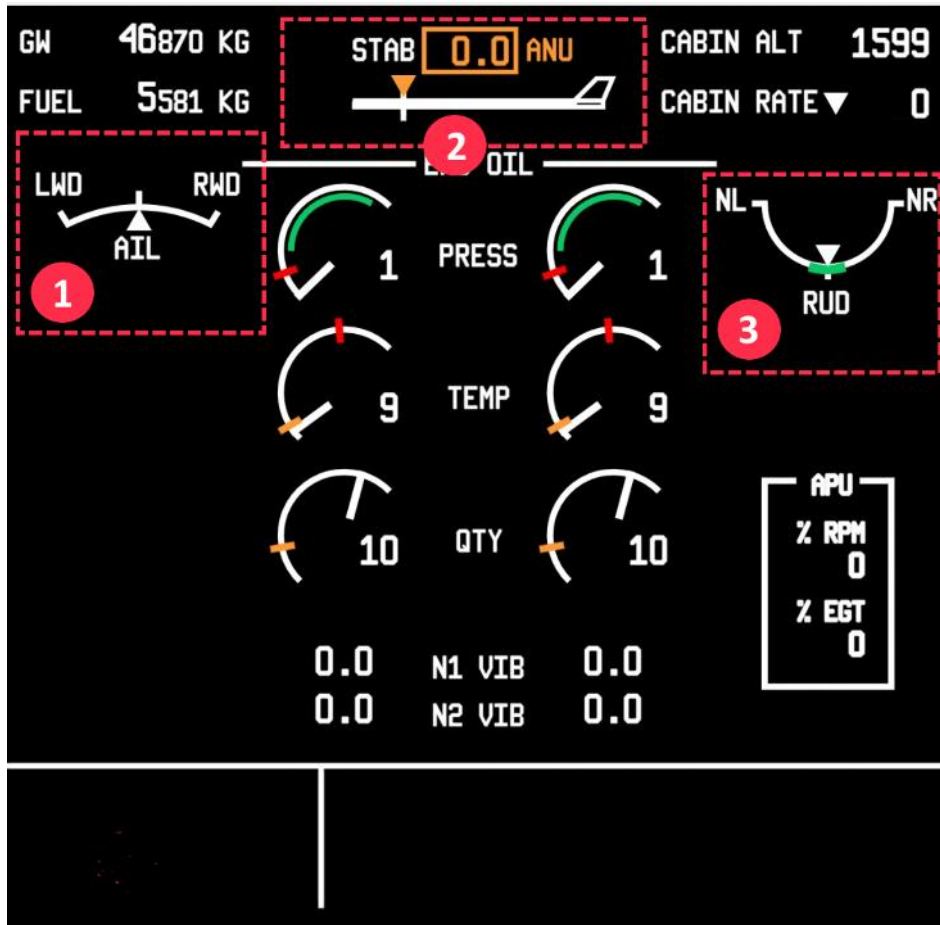 GW 46870 KG
STAB 0.0 ANU
CABIN ALT 1599
FUEL 5581 KG
CABIN RATE 0
2
OIL
LWD RWD
AIL
1
NL NR
RUD
3
1 PRESS 1
9 TEMP 9
10 QTY 10
APU
% RPM
0
% EGT
0
0.0 N1 VIB 0.0
0.0 N2 VIB 0.0